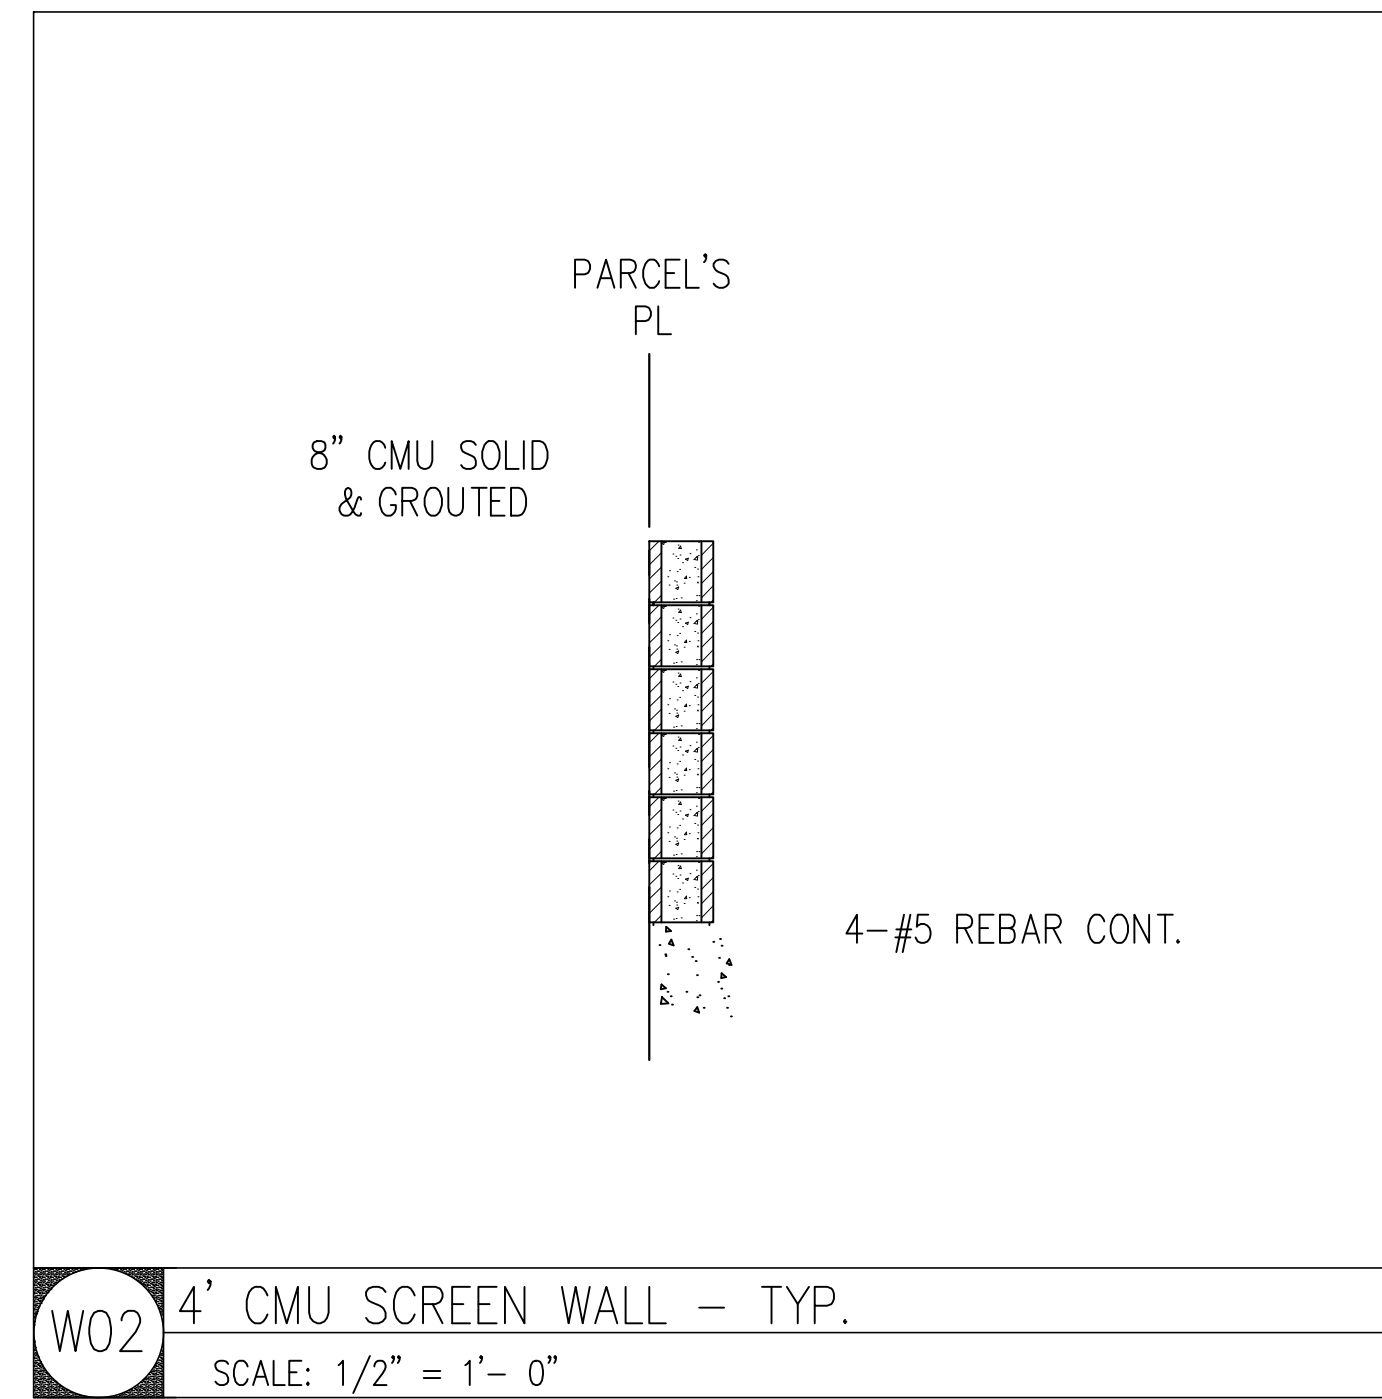 PARCEL'S
PL
8" CMU SOLID
& GROUTED
4-#5 REBAR CONT.
W02
4' CMU SCREEN WALL - TYP.
SCALE: 1/2" = 1'- 0"